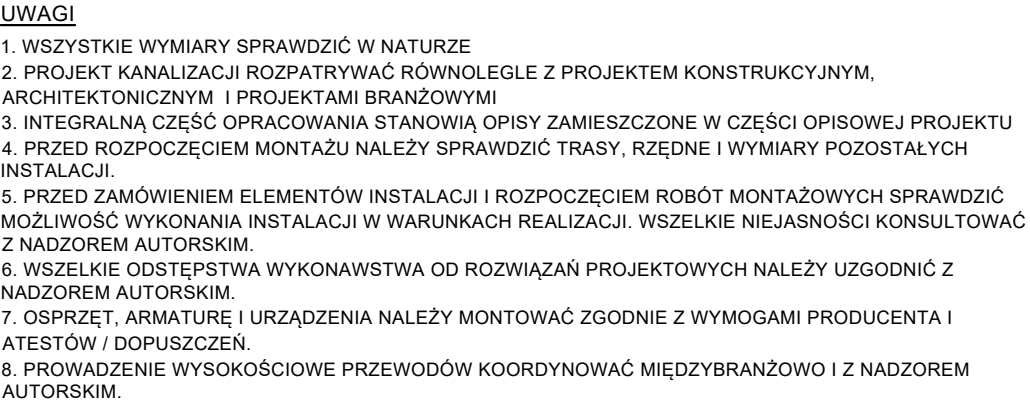 UWAGI
1. WSZYSTKIE WYMIARY SPRAWDZIĆ W NATURZE
2. PROJEKT KANALIZACJI ROZPATRYWAĆ RÓWNOLEGLE Z PROJEKTEM KONSTRUKCYJNYM,
ARCHITEKTONICZNYM I PROJEKTAMI BRANŻOWYMI
3. INTEGRALNĄ CZĘŚĆ OPRACOWANIA STANOWIĄ OPISY ZAMIESZCZONE W CZĘŚCI OPISOWEJ PROJEKTU
4. PRZED ROZPOCZĘCIEM MONTAŻU NALEŻY SPRAWDZIĆ TRASY, RZĘDNE I WYMIARY POZOSTAŁYCH
INSTALACJI.
5. PRZED ZAMÓWIENIEM ELEMENTÓW INSTALACJI I ROZPOCZĘCIEM ROBÓT MONTAŻOWYCH SPRAWDZIĆ
MOŻLIWOŚĆ WYKONANIA INSTALACJI W WARUNKACH REALIZACJI. WSZELKIE NIEJASNOŚCI KONSULTOWAĆ
Z NADZOREM AUTORSKIM.
6. WSZELKIE ODSTĘPSTWA WYKONAWSTWA OD ROZWIĄZAŃ PROJEKTOWYCH NALEŻY UZGODNIĆ Z
NADZOREM AUTORSKIM.
7. OSPRZĘT, ARMATURĘ I URZĄDZENIA NALEŻY MONTOWAĆ ZGODNIE Z WYMOGAMI PRODUCENTA I
ATESTÓW / DOPUSZCZEŃ.
8. PROWADZENIE WYSOKOŚCIOWE PRZEWODÓW KOORDYNOWAĆ MIĘDZYBRANŻOWO I Z NADZOREM
AUTORSKIM.